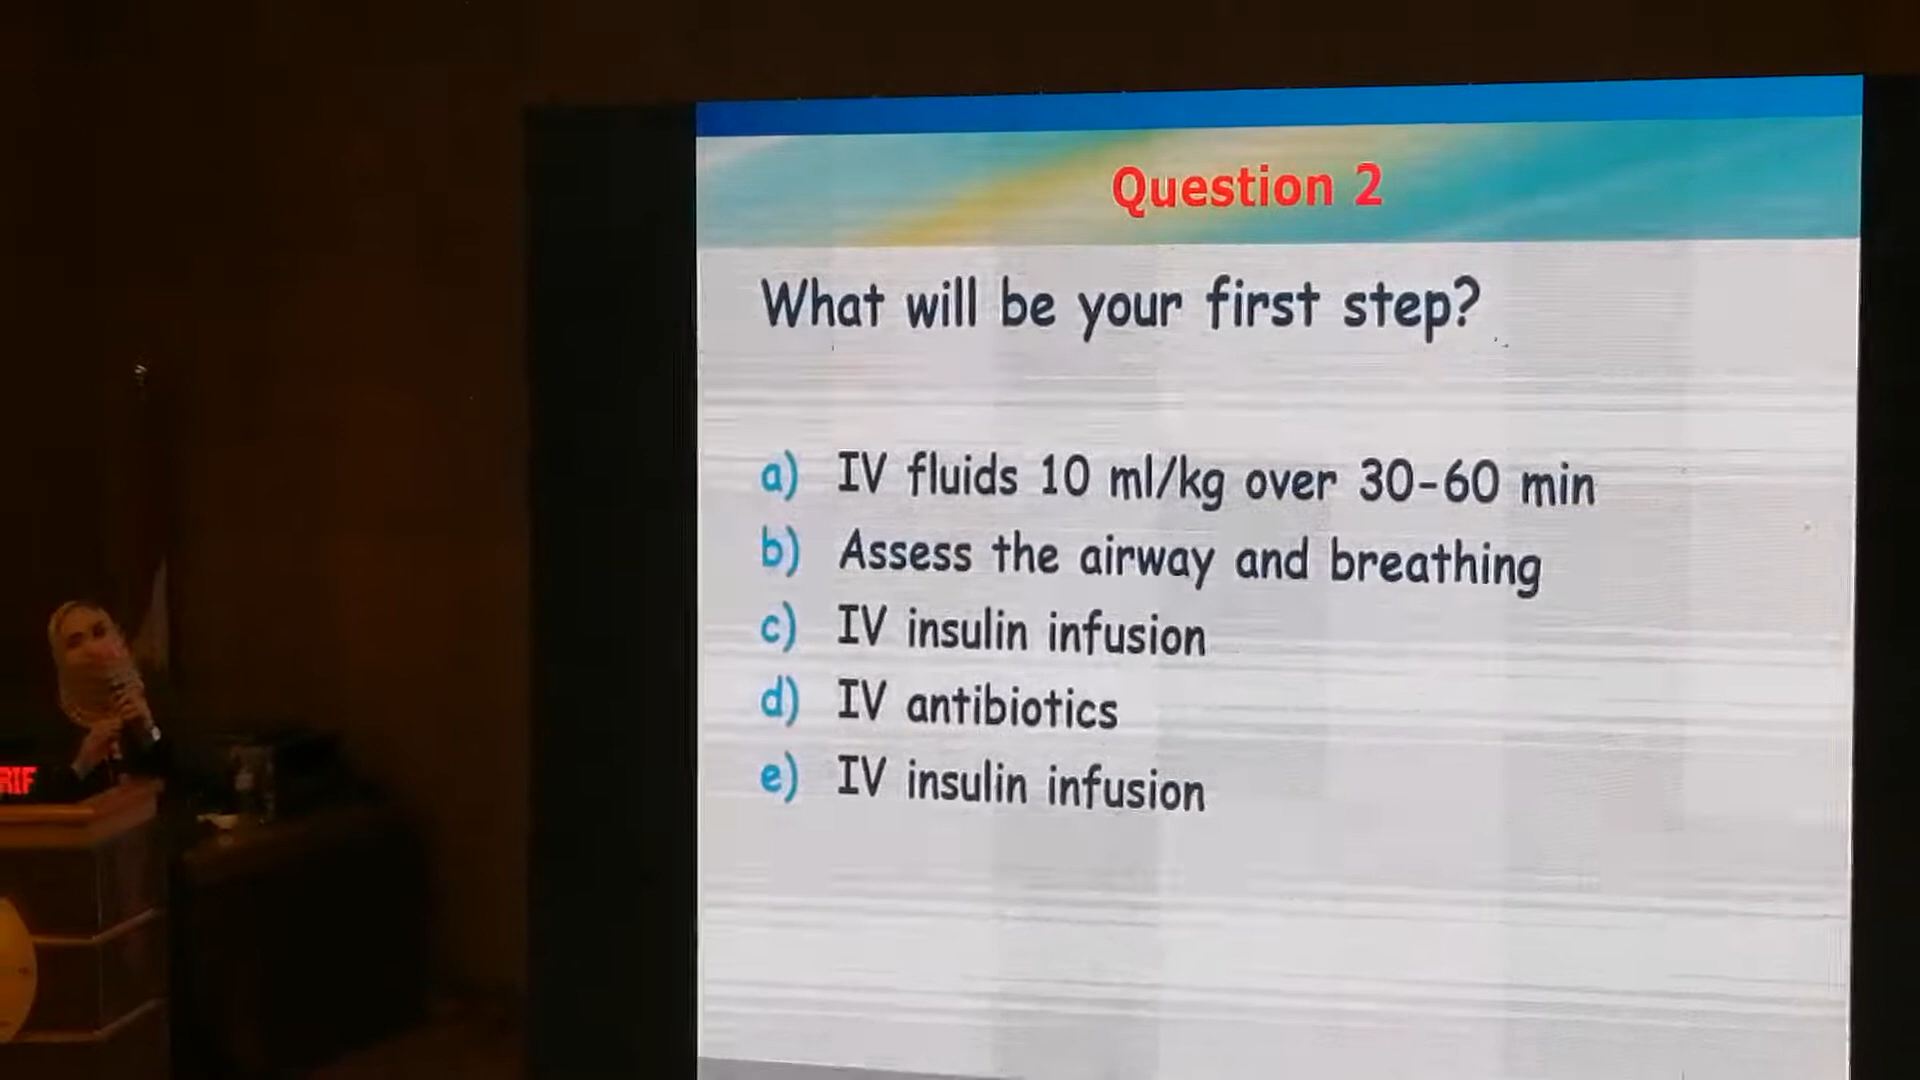 Question 2
What will be your first step?
a) IV fluids 10 ml/kg over 30-60 min
b) Assess the airway and breathing
c) IV insulin infusion
d) IV antibiotics
e) IV insulin infusion
RIF